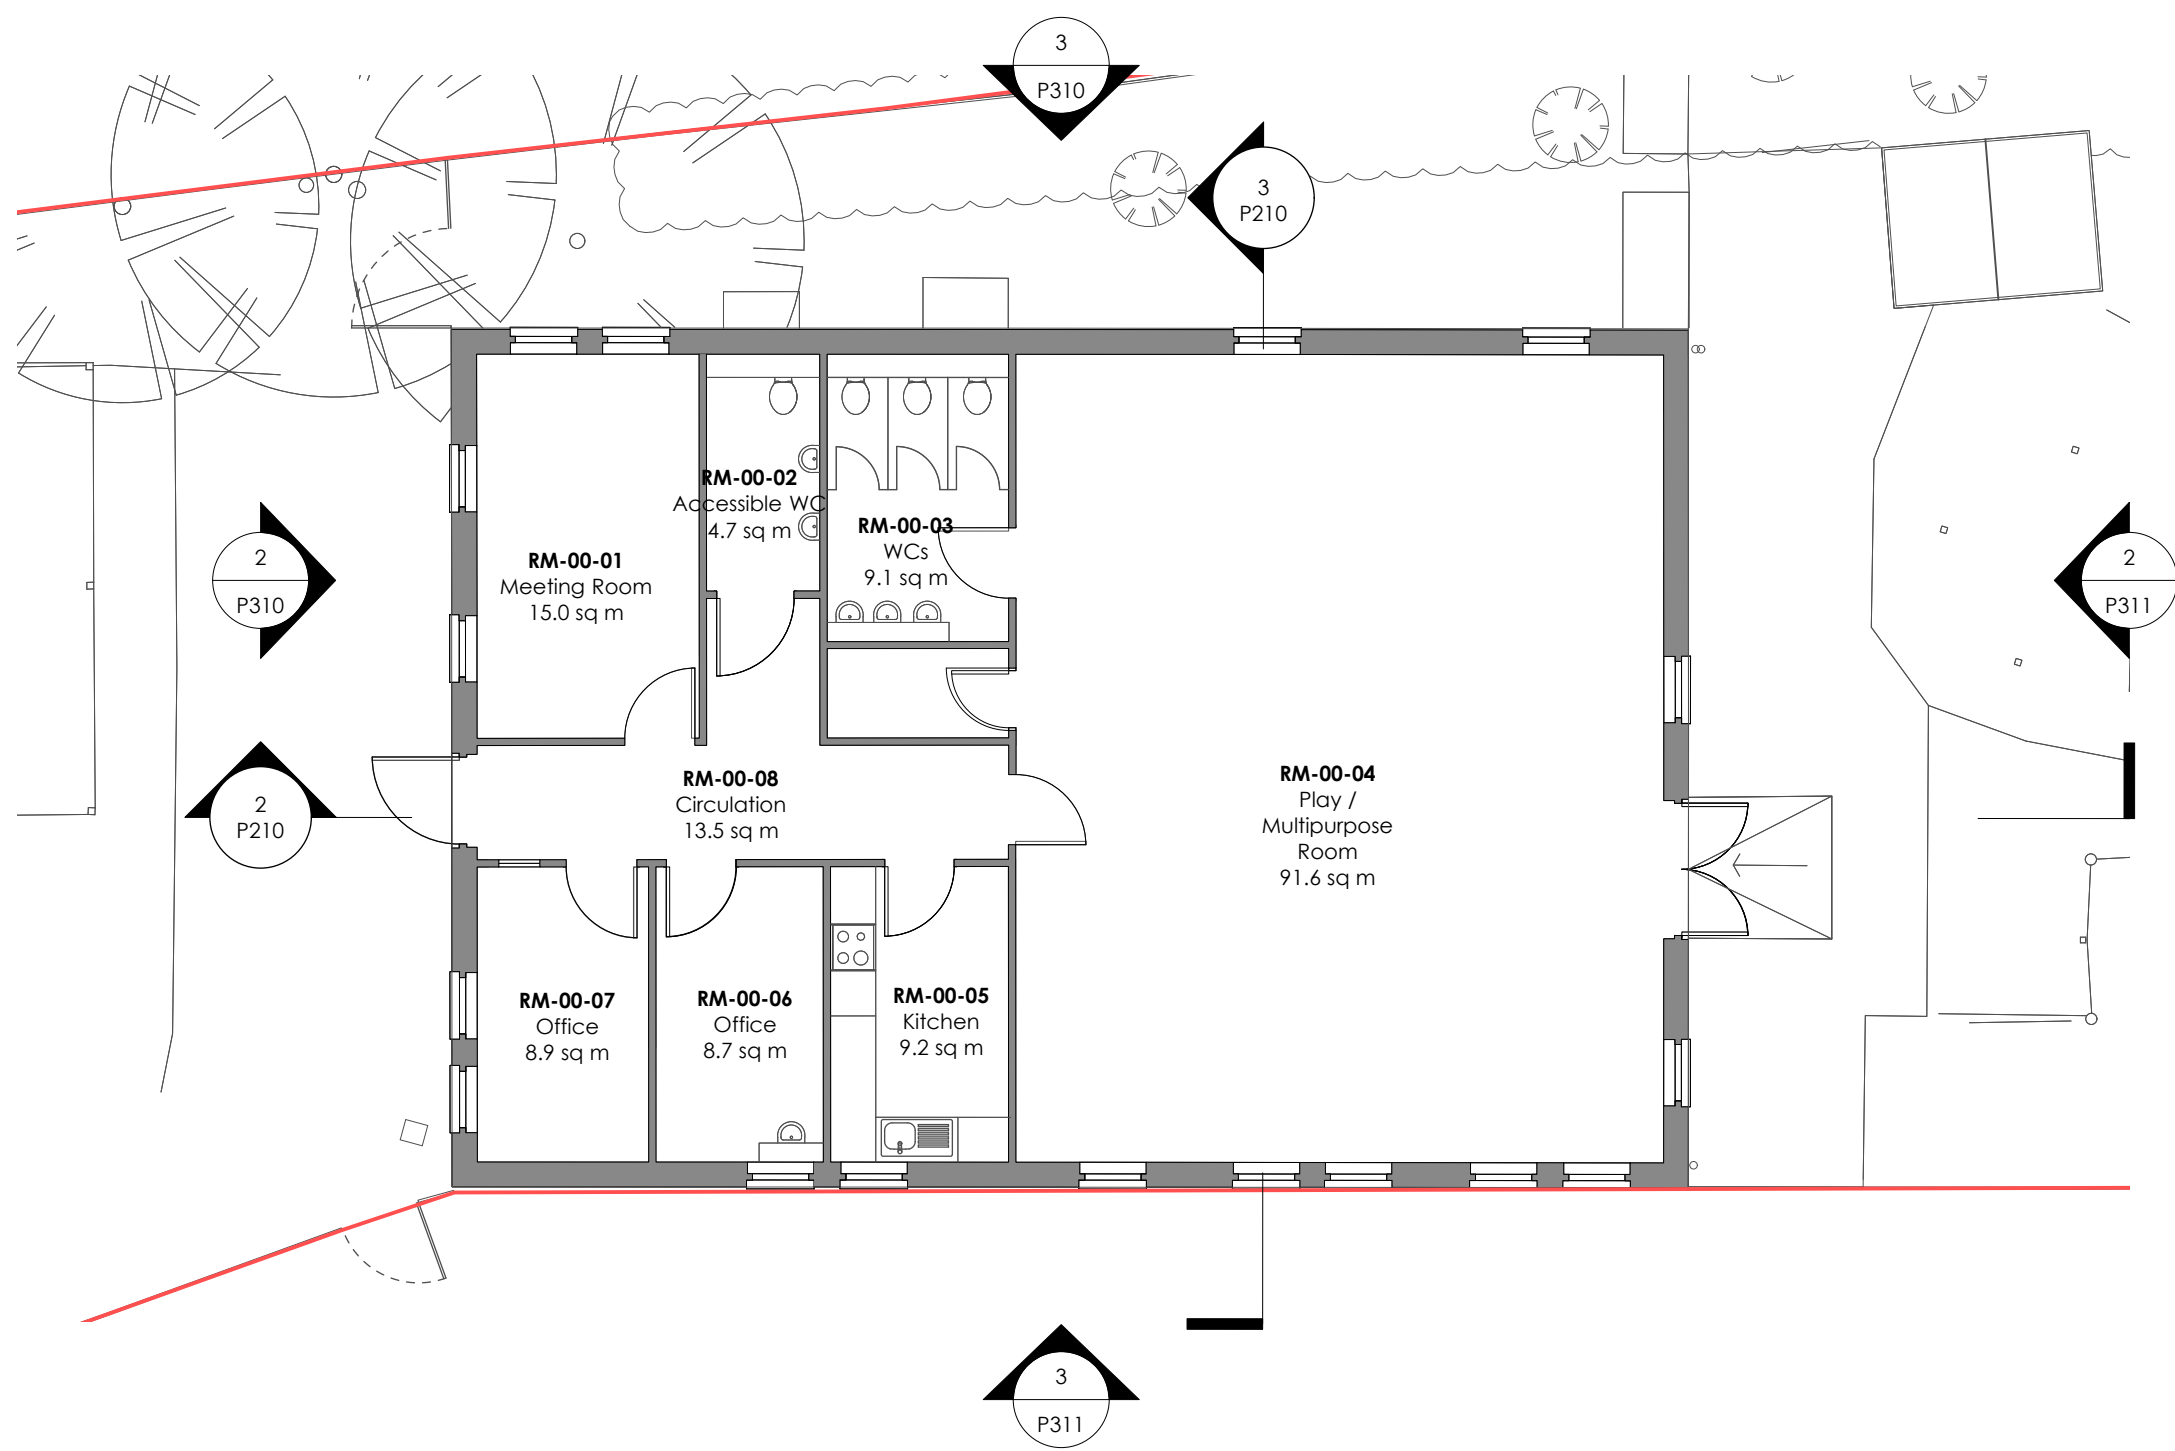 3
P310
3
P210
RM-00-02
Accessible WC
4.7 sq m
RM-00-03
WCs
9.1 sq m
RM-00-01
Meeting Room
15.0 sq m
2
P310
2
P311
RM-00-08
Circulation
13.5 sq m
RM-00-04
Play /
Multipurpose
Room
91.6 sq m
2
P210
RM-00-07
Office
8.9 sq m
RM-00-06
Office
8.7 sq m
RM-00-05
Kitchen
9.2 sq m
3
P311